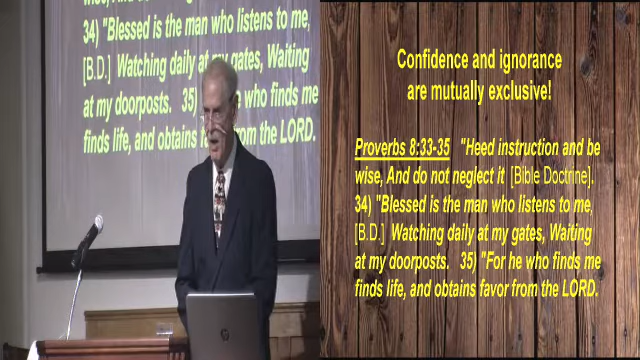 34) "Blessed is the man who listens to me,
[B.D.] Watching daily at my gates, Waiting
at my doorposts. 35) he who finds me
finds life, and obtains from the LORD.
Confidence and ignorance
are mutually exclusive!
Proverbs 8:33-35 "Heed instruction and be
wise, And do not neglect it [Bible Doctrine].
34) "Blessed is the man who listens to me,
[B.D.] Watching daily at my gates, Waiting
at my doorposts. 35) "For he who finds me
finds life, and obtains favor from the LORD.